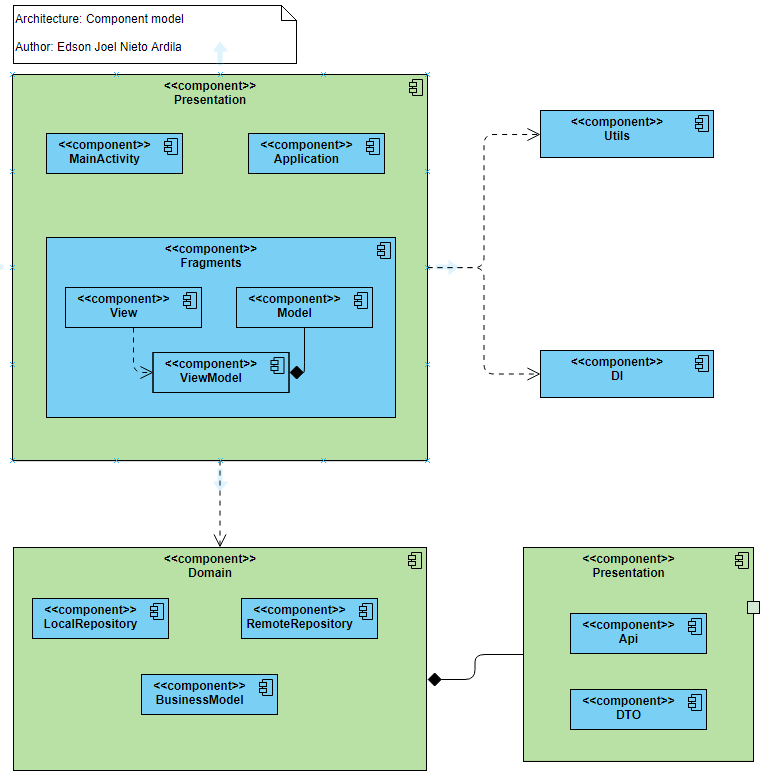 Architecture: Component model
Author: Edson Joel Nieto Ardila
<<component>>
Presentation
<<component>>
MainActivity
<<component>>
Application
<<component>>
Fragments
<<component>>
View
<<component>>
Model
<<component>>
ViewModel
<<component>>
Utils
<<component>>
DI
<<component>>
Domain
<<component>>
LocalRepository
<<component>>
RemoteRepository
<<component>>
BusinessModel
<<component>>
Presentation
<<component>>
Api
<<component>>
DTO